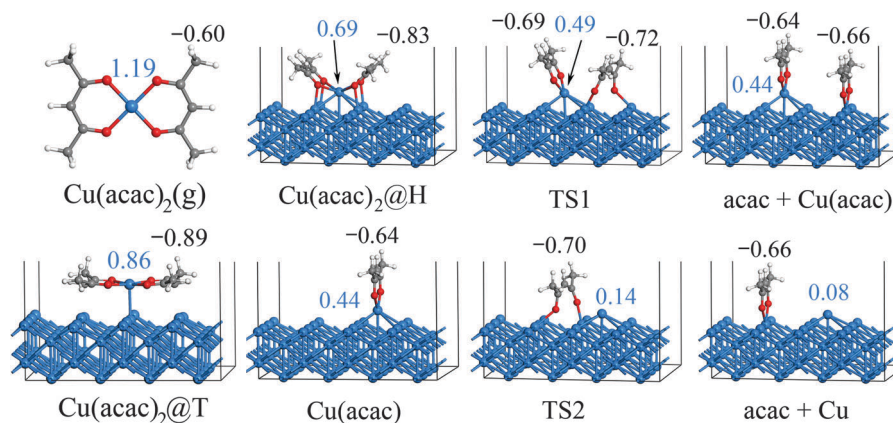 −0.60
1.19
Cu(acac)₂(g)
0.69
−0.83
Cu(acac)₂@H
−0.69
0.49
−0.72
TS1
−0.64
−0.66
0.44
acac + Cu(acac)
−0.89
0.86
Cu(acac)₂@T
−0.64
0.44
Cu(acac)
−0.70
0.14
TS2
−0.66
0.08
acac + Cu